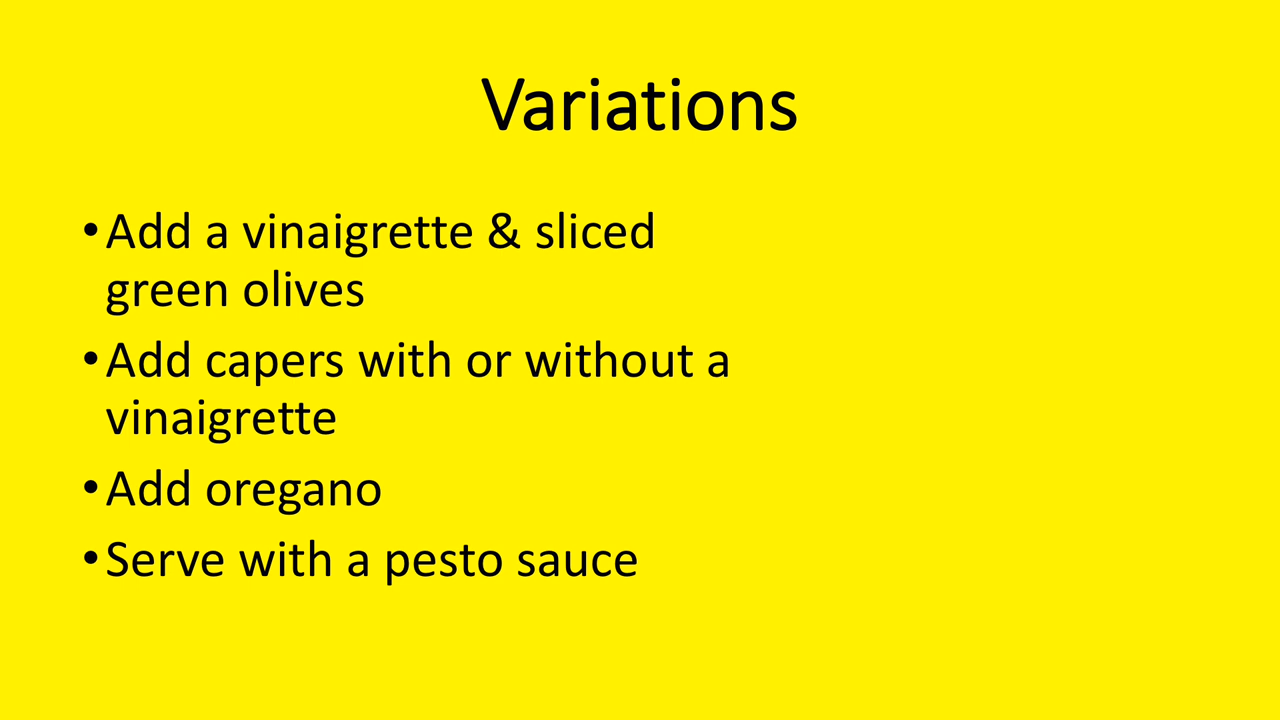 Variations
•Add a vinaigrette & sliced
green olives
•Add capers with or without a
vinaigrette
•Add oregano
•Serve with a pesto sauce